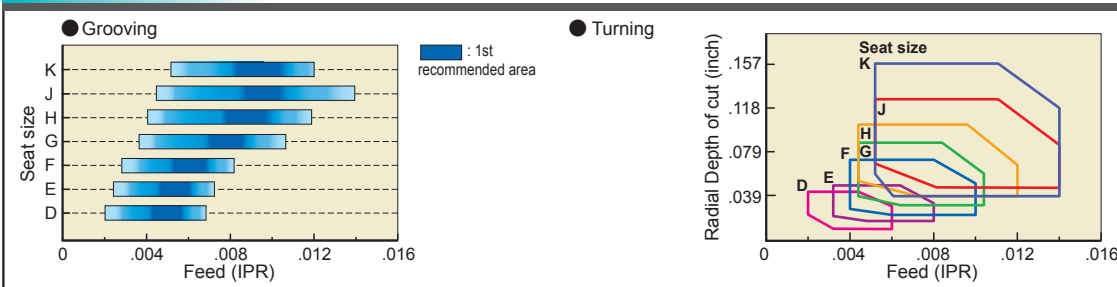 Grooving
K
J
H
G
F
E
D
Seat size
0 .004 .008 .012 .016
Feed (IPR)
: 1st
recommended area
Turning
Radial Depth of cut (inch)
.157
.118
.079
.039
Seat size
K
J
H
G
F
E
D
0 .004 .008 .012 .016
Feed (IPR)